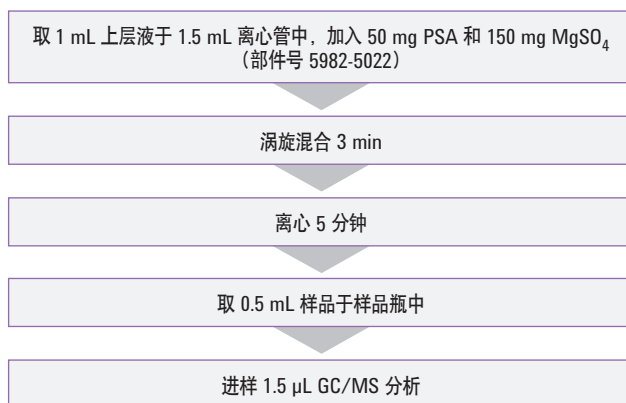 取 1 mL 上层液于 1.5 mL 离心管中，加入 50 mg PSA 和 150 mg MgSO₄
（部件号 5982-5022）
涡旋混合 3 min
离心 5 分钟
取 0.5 mL 样品于样品瓶中
进样 1.5 µL GC/MS 分析